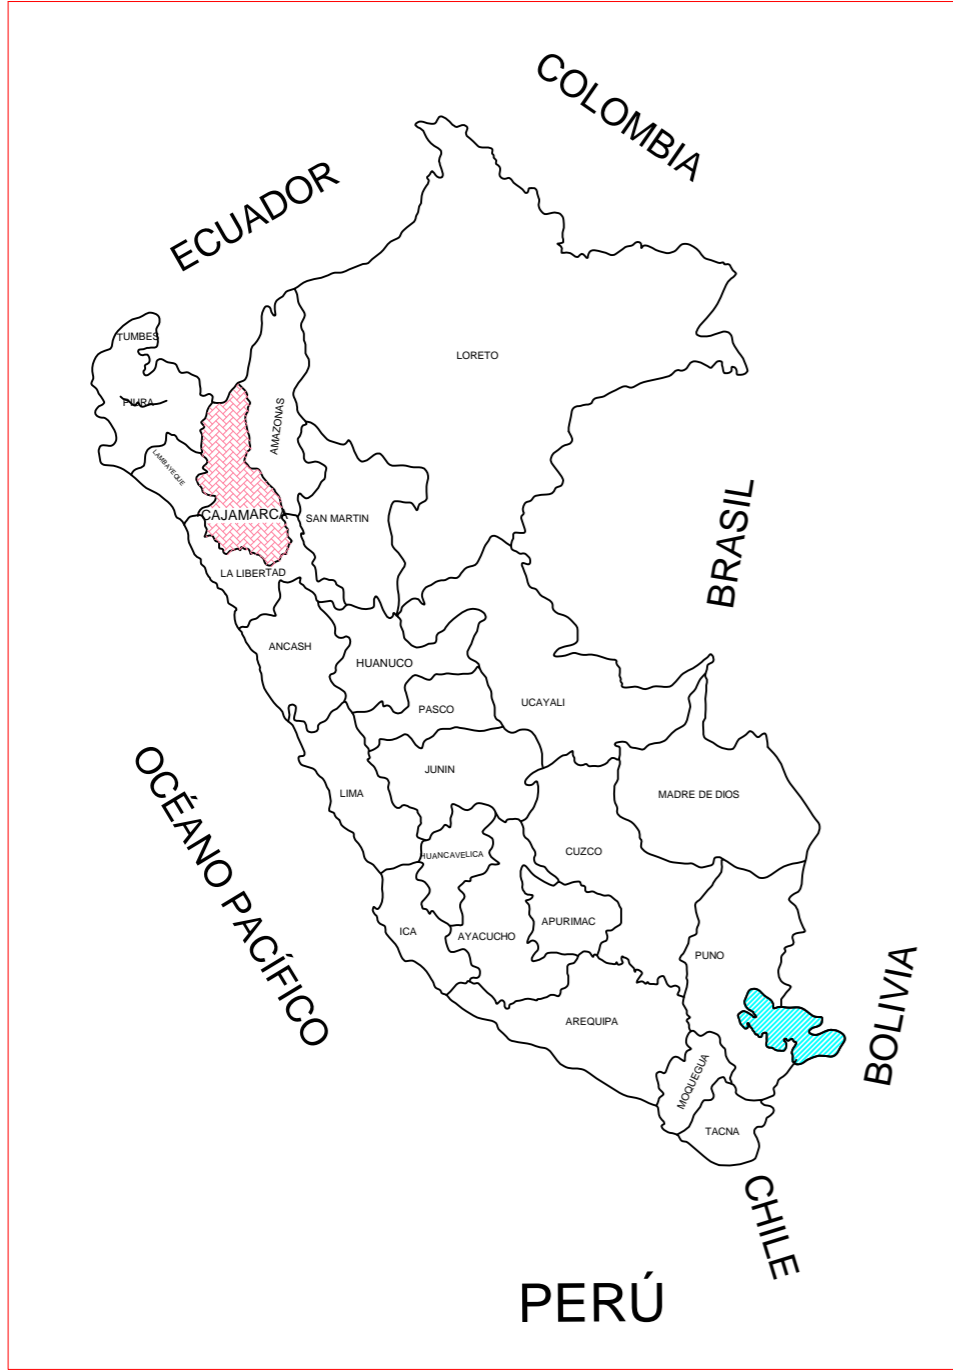 COLOMBIA
ECUADOR
TUMBES
LORETO
PIURA
AMAZONAS
LAMBAYEQUE
CAJAMARCA
SAN MARTIN
BRASIL
LA LIBERTAD
ANCASH
HUANUCO
UCAYALI
PASCO
JUNIN
LIMA
MADRE DE DIOS
OCÉANO PACÍFICO
HUANCAVELICA
CUZCO
ICA
AYACUCHO
APURIMAC
PUNO
AREQUIPA
BOLIVIA
MOQUEGUA
TACNA
CHILE
PERÚ